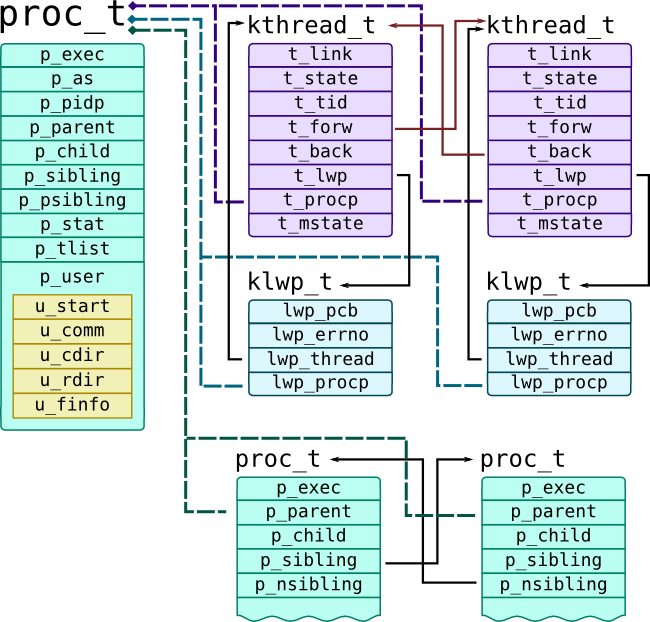 proc_t
p_exec
p_as
p_pidp
p_parent
p_child
p_sibling
p_psibling
p_stat
p_tlist
p_user
u_start
u_comm
u_cdir
u_rdir
u_finfo
kthread_t
t_link
t_state
t_tid
t_forw
t_back
t_lwp
t_procp
t_mstate
kthread_t
t_link
t_state
t_tid
t_forw
t_back
t_lwp
t_procp
t_mstate
klwp_t
lwp_pcb
lwp_errno
lwp_thread
lwp_procp
klwp_t
lwp_pcb
lwp_errno
lwp_thread
lwp_procp
proc_t
p_exec
p_parent
p_child
p_sibling
p_nsibling
proc_t
p_exec
p_parent
p_child
p_sibling
p_nsibling